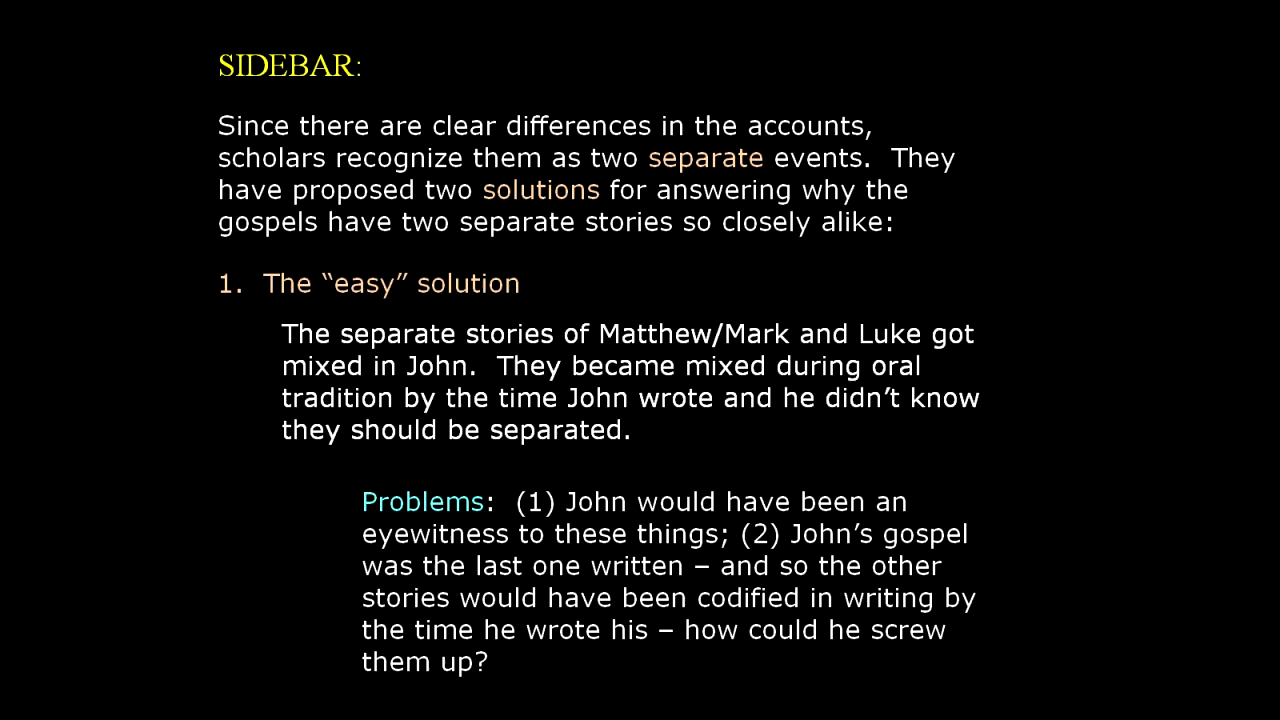 SIDEBAR:
Since there are clear differences in the accounts,
scholars recognize them as two separate events.  They
have proposed two solutions for answering why the
gospels have two separate stories so closely alike:
1.  The “easy” solution
The separate stories of Matthew/Mark and Luke got
mixed in John.  They became mixed during oral
tradition by the time John wrote and he didn’t know
they should be separated.
Problems:  (1) John would have been an
eyewitness to these things; (2) John’s gospel
was the last one written – and so the other
stories would have been codified in writing by
the time he wrote his – how could he screw
them up?